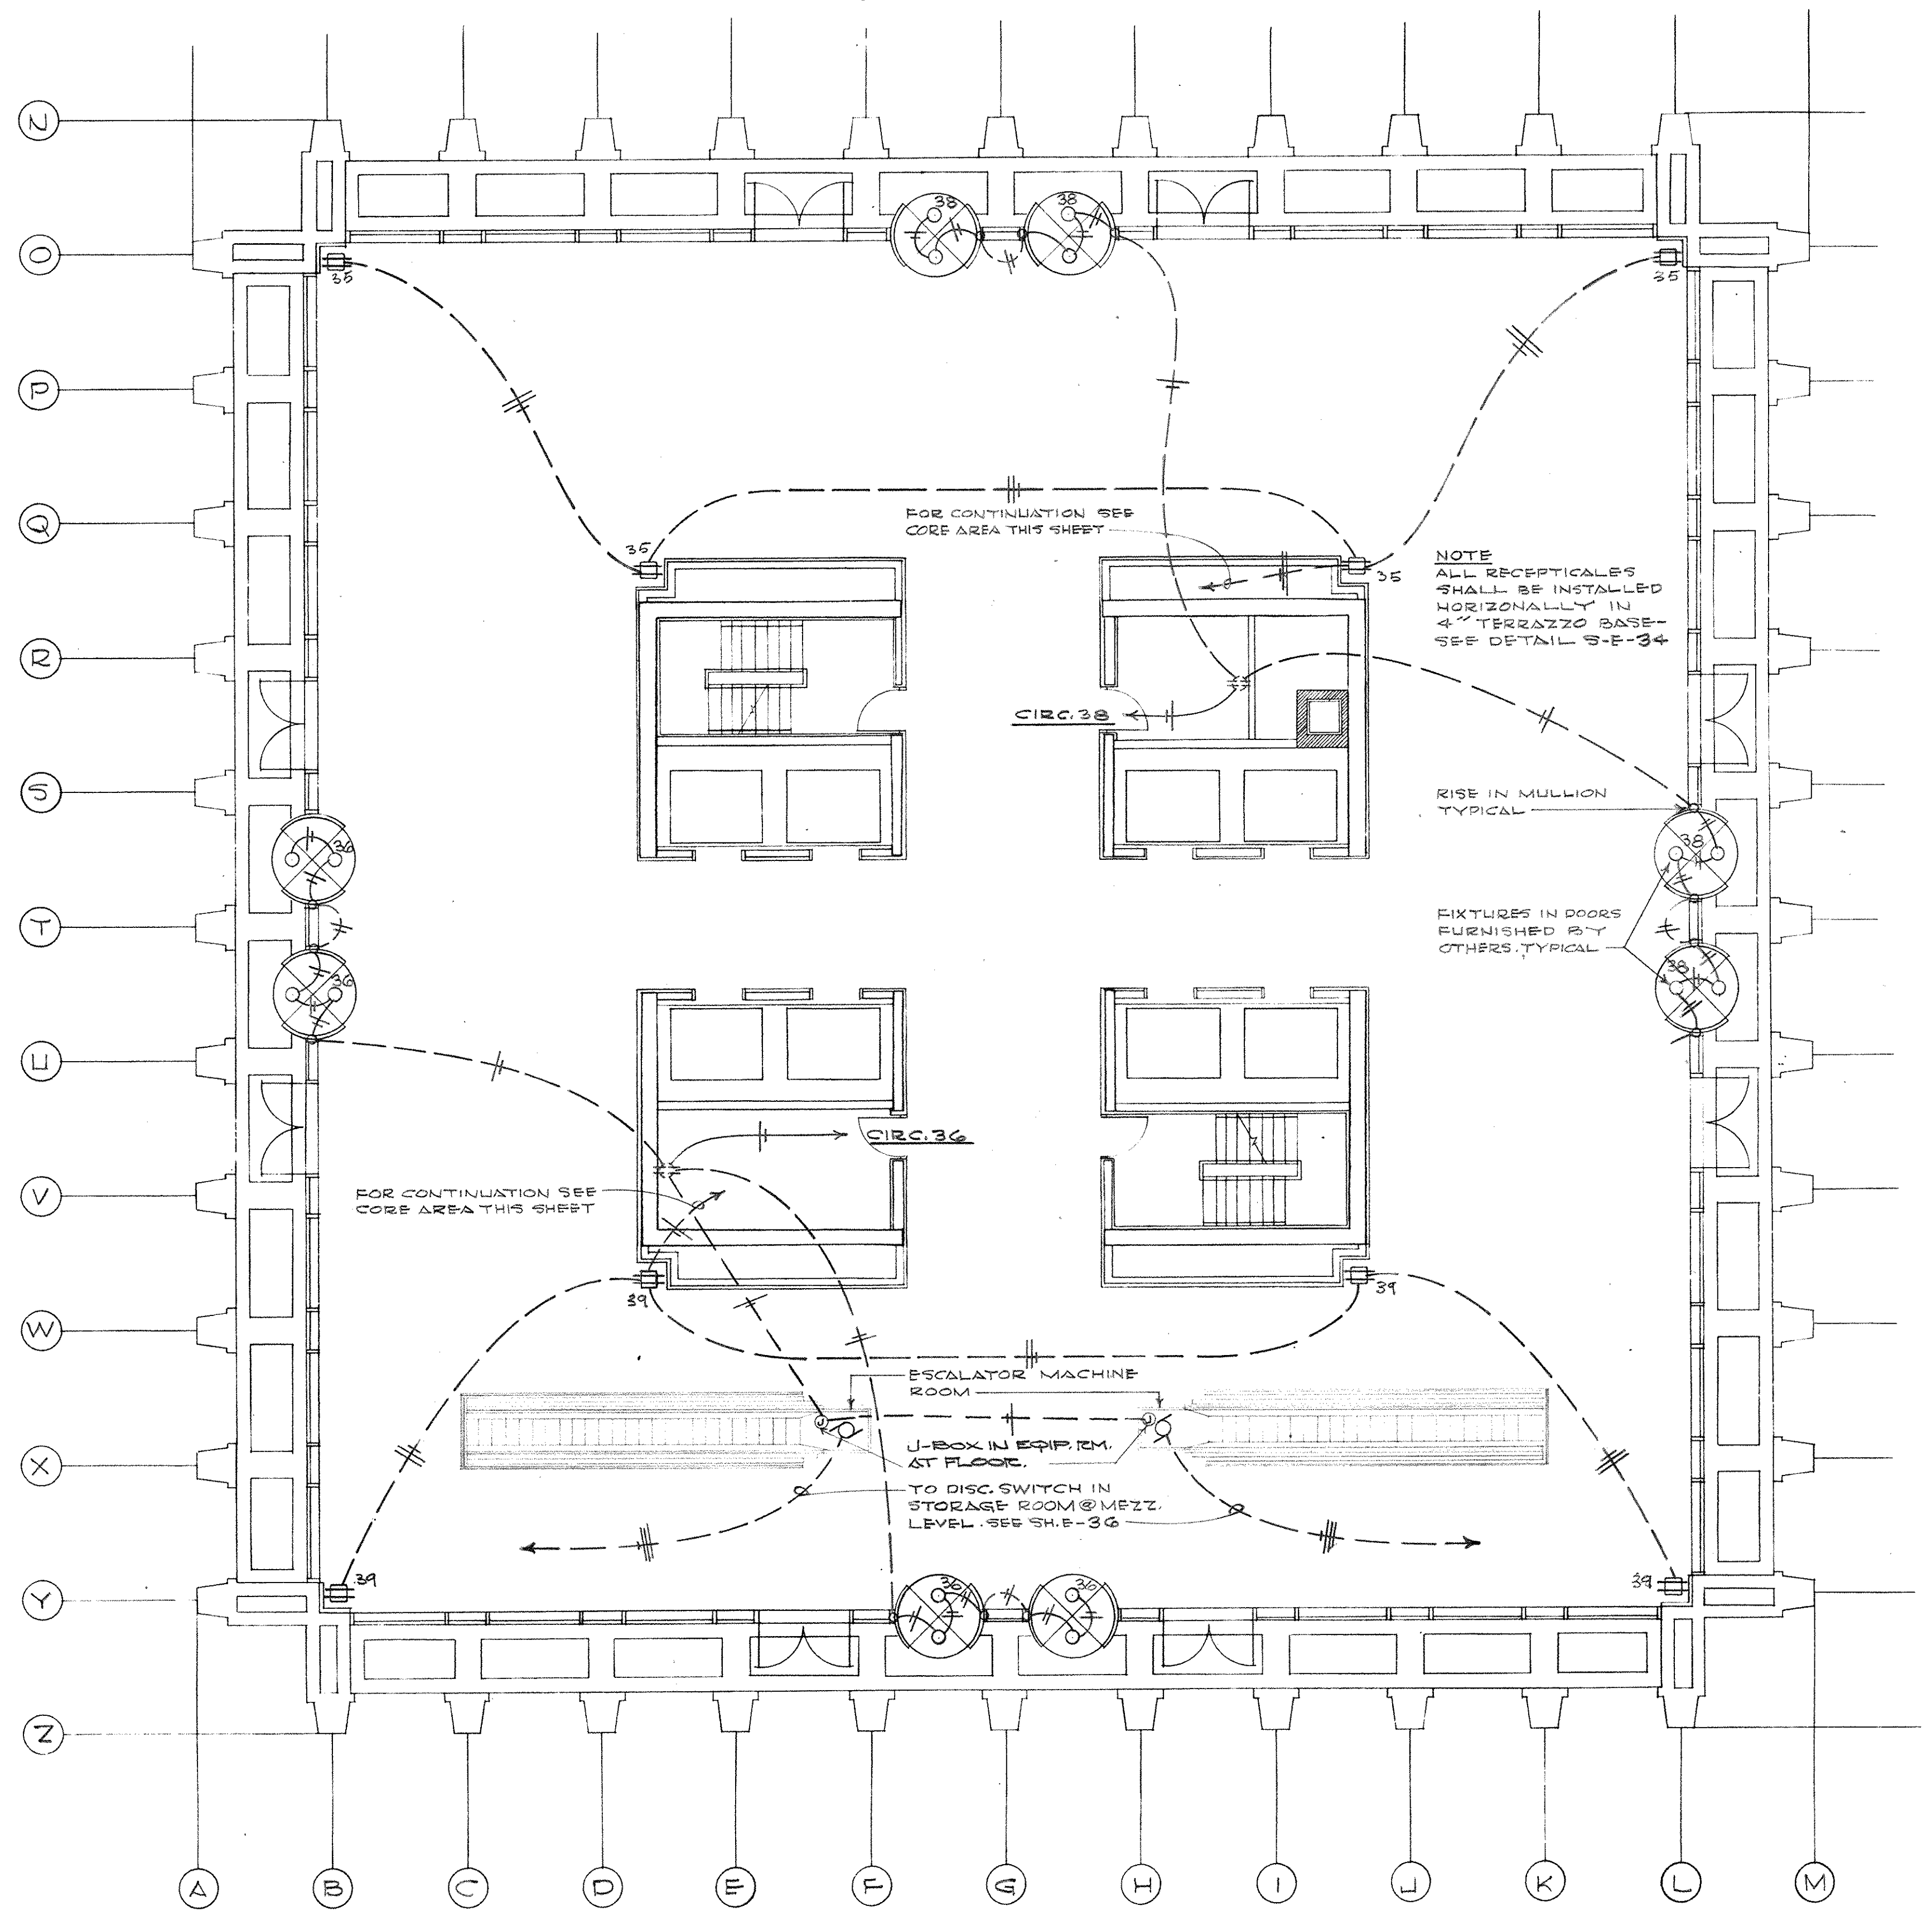 N
38
38
O
35
35
P
Q
FOR CONTINUATION SEE
CORE AREA THIS SHEET
35
35
NOTE
ALL RECEPTICALES
SHALL BE INSTALLED
HORIZONALLY IN
4" TERRAZZO BASE-
SEE DETAIL 5-E-34
R
CIRC. 38
S
RISE IN MULLION
TYPICAL
36
38
T
FIXTURES IN DOORS
FURNISHED BY
OTHERS. TYPICAL
36
38
U
CIRC. 36
V
FOR CONTINUATION SEE
CORE AREA THIS SHEET
39
39
W
ESCALATOR MACHINE
ROOM
J
J
J-BOX IN EQIP. RM.
AT FLOOR.
X
TO DISC. SWITCH IN
STORAGE ROOM @ MEZZ.
LEVEL. SEE SH. E-36
39
39
Y
36
36
Z
A
B
C
D
E
F
G
H
I
J
K
L
M